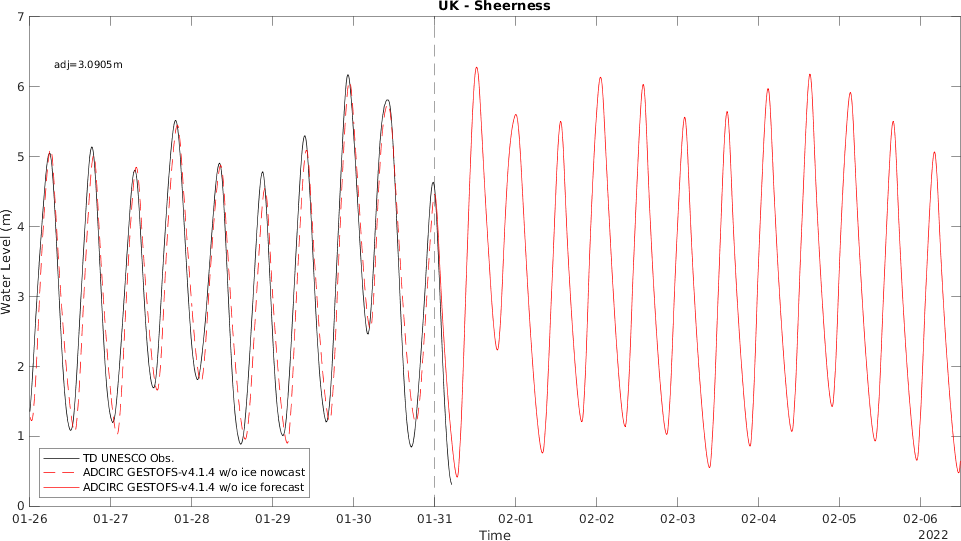 UK - Sheerness
7
6
5
4
3
2
1
0
Water Level (m)
adj=3.0905m
TD UNESCO Obs.
ADCIRC GESTOFS-v4.1.4 w/o ice nowcast
ADCIRC GESTOFS-v4.1.4 w/o ice forecast
01-26 01-27 01-28 01-29 01-30 01-31 02-01 02-02 02-03 02-04 02-05 02-06
Time
2022